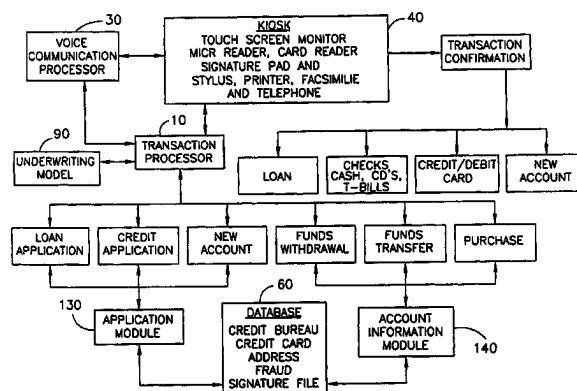 30
VOICE
COMMUNICATION
PROCESSOR
KIOSK
TOUCH SCREEN MONITOR
MICR READER, CARD READER
SIGNATURE PAD AND
STYLUS, PRINTER, FACSIMILIE
AND TELEPHONE
40
TRANSACTION
CONFIRMATION
90
UNDERWRITING
MODEL
10
TRANSACTION
PROCESSOR
LOAN
CHECKS
CASH, CD'S,
T-BILLS
CREDIT/DEBIT
CARD
NEW
ACCOUNT
LOAN
APPLICATION
CREDIT
APPLICATION
NEW
ACCOUNT
FUNDS
WITHDRAWAL
FUNDS
TRANSFER
PURCHASE
130
APPLICATION
MODULE
60
DATABASE
CREDIT BUREAU
CREDIT CARD
ADDRESS
FRAUD
SIGNATURE FILE
ACCOUNT
INFORMATION
MODULE
140